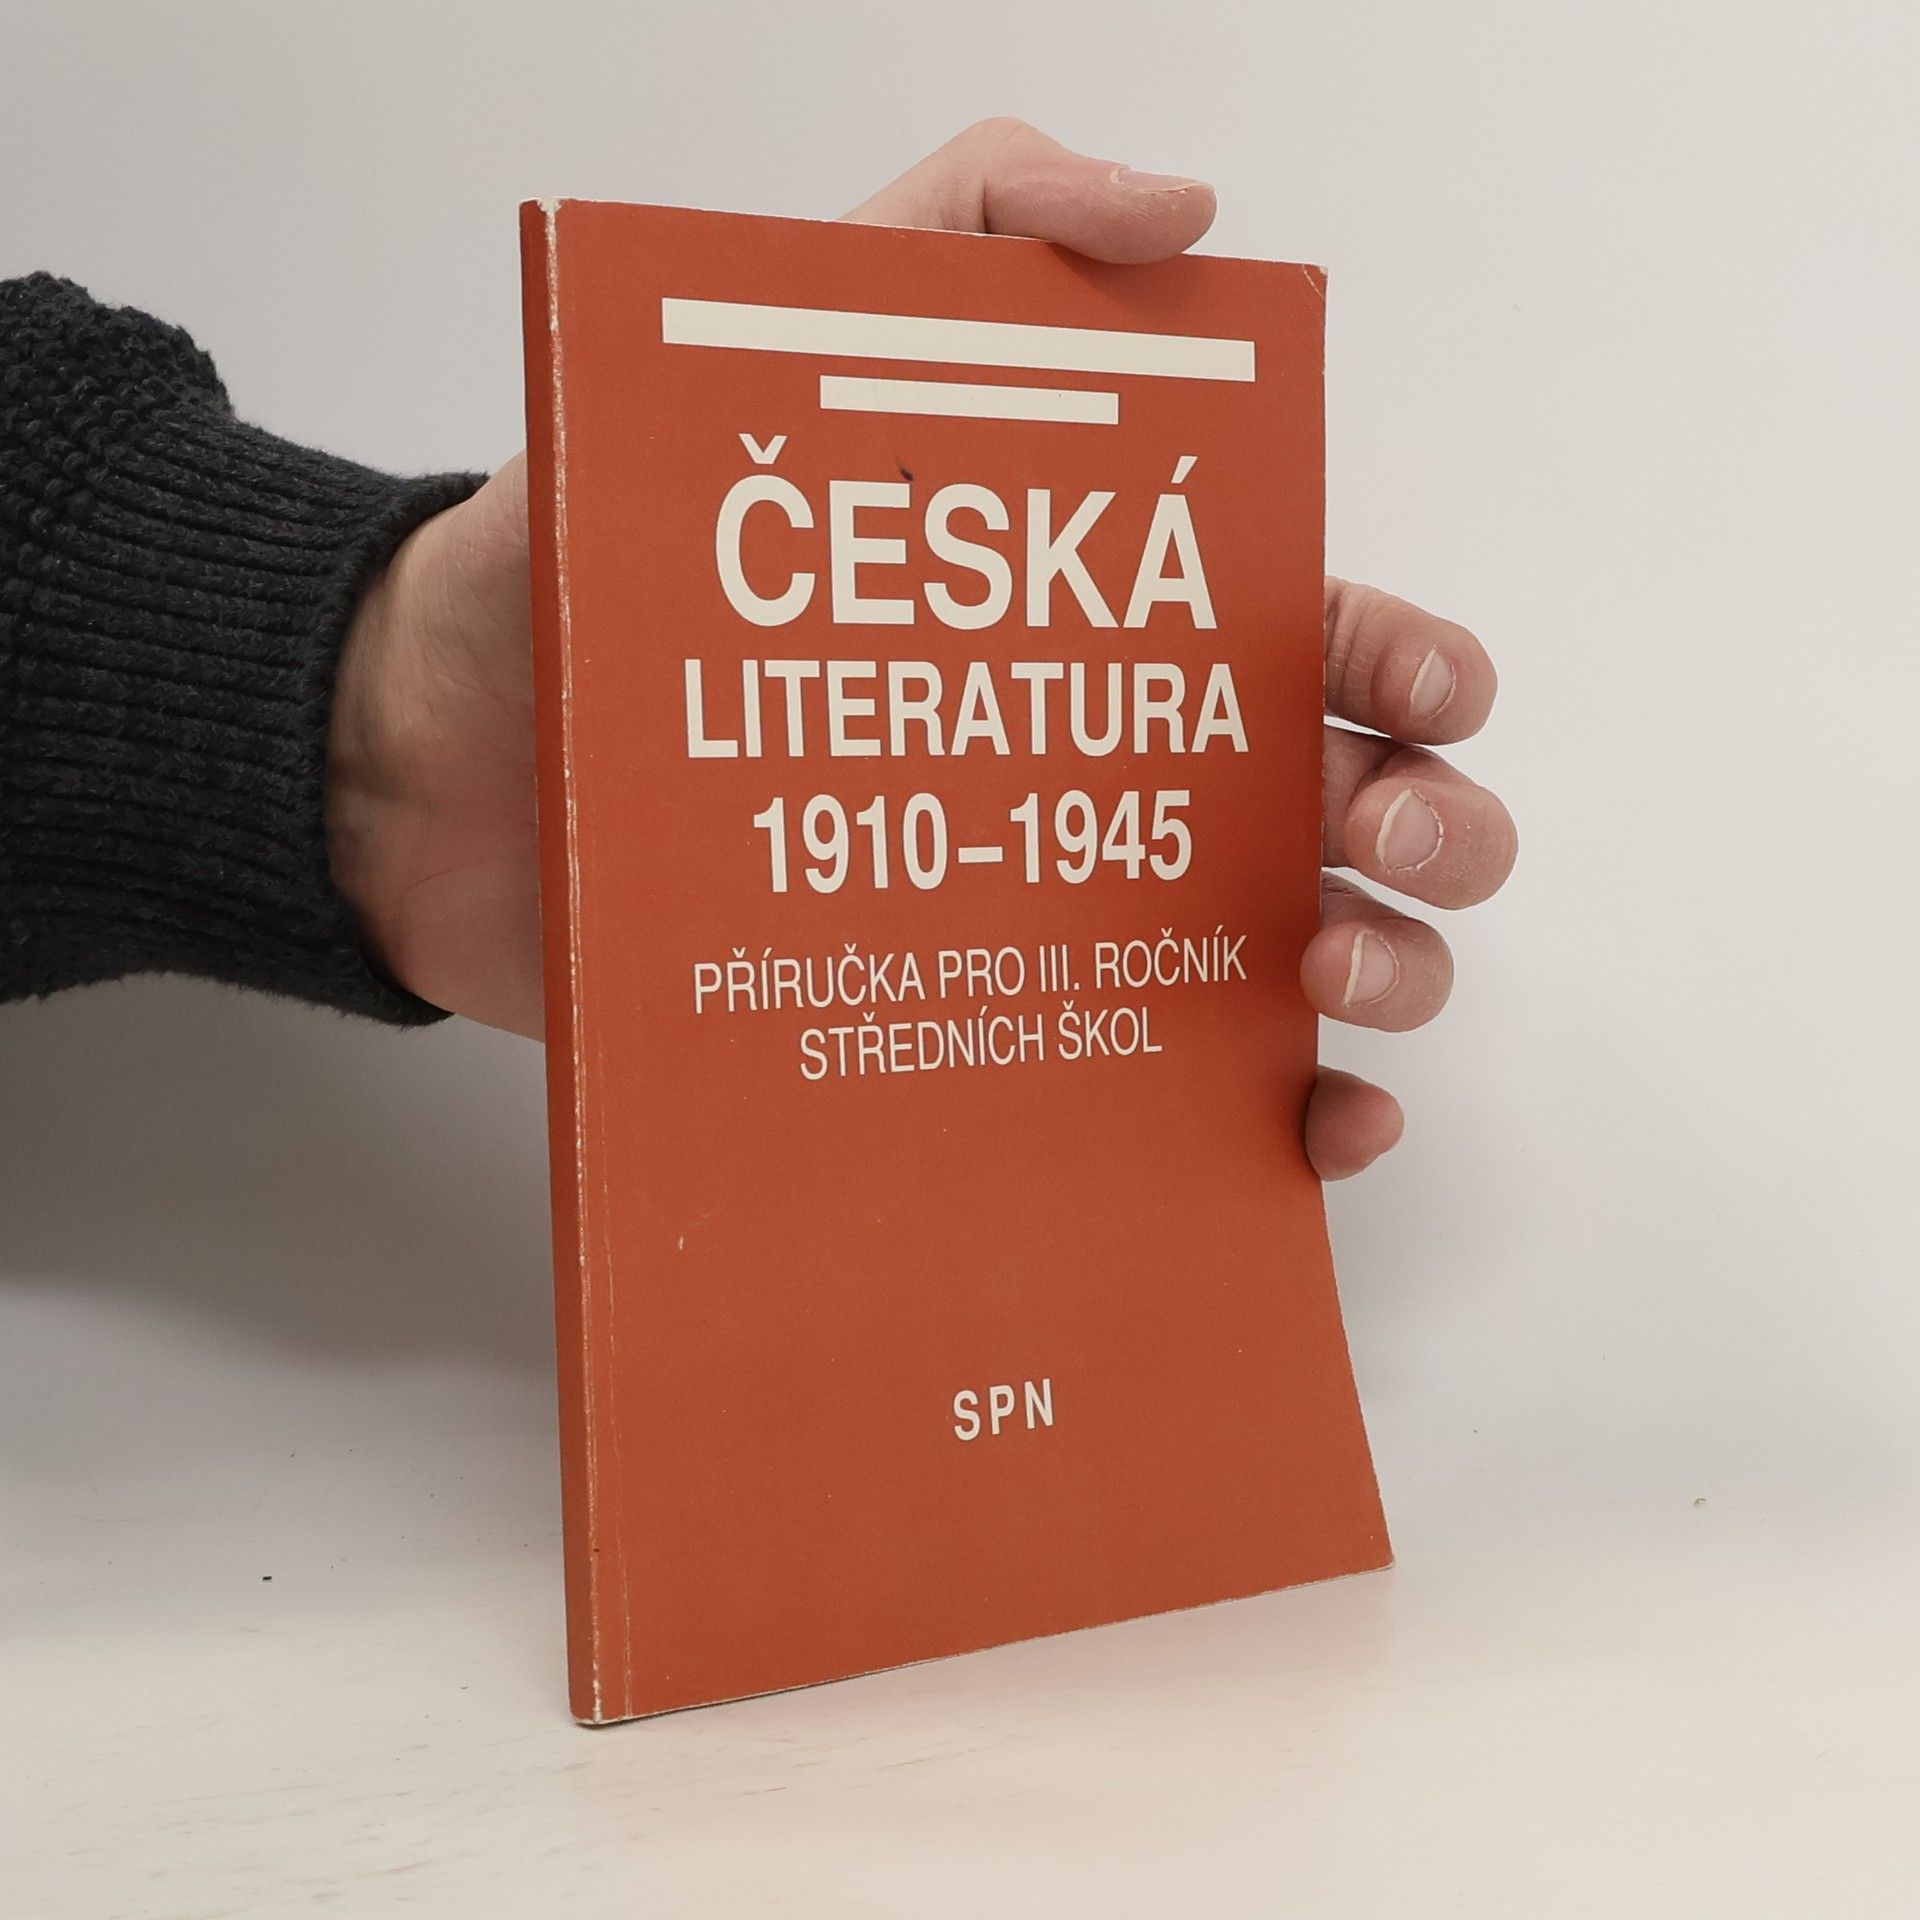 ČESKÁ
LITERATURA
1910–1945
PŘÍRUČKA PRO III. ROČNÍK
STŘEDNÍCH ŠKOL
SPN